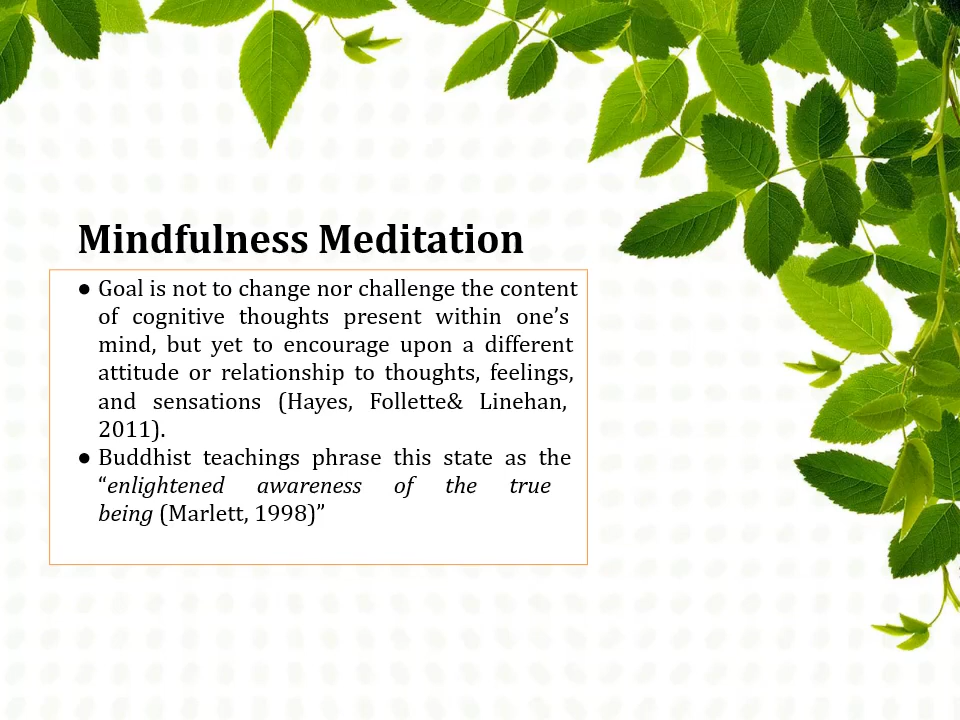 Mindfulness Meditation
● Goal is not to change nor challenge the content
of cognitive thoughts present within one’s
mind, but yet to encourage upon a different
attitude or relationship to thoughts, feelings,
and sensations (Hayes, Follette& Linehan,
2011).
● Buddhist teachings phrase this state as the
“enlightened awareness of the true
being (Marlett, 1998)”